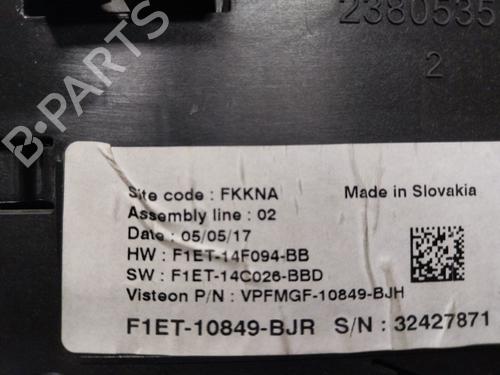 2380535
2
B-PARTS
Site code : FKKNA
Made in Slovakia
Assembly line : 02
Date : 05/05/17
HW : F1ET-14F094-BB
SW : F1ET-14C026-BBD
Visteon P/N : VPFMGF-10849-BJH
F1ET-10849-BJR S/N : 32427871